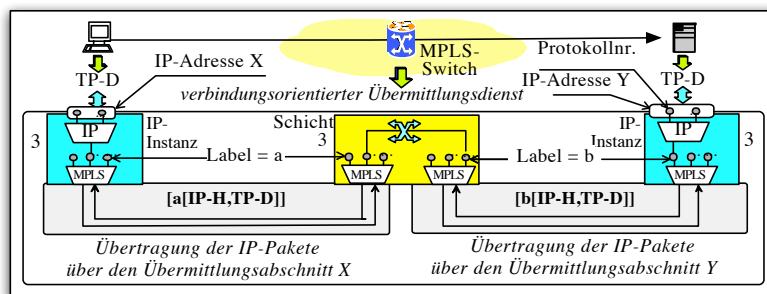 MPLS-
Switch
Protokollnr.
TP-D
IP-Adresse X
IP-Adresse Y
TP-D
verbindungsorientierter Übermittlungsdienst
3
IP
IP-
Instanz
Schicht
3
IP-
Instanz
IP
3
Label = a
Label = b
MPLS
MPLS
MPLS
MPLS
[a[IP-H,TP-D]]
[b[IP-H,TP-D]]
Übertragung der IP-Pakete
über den Übermittlungsabschnitt X
Übertragung der IP-Pakete
über den Übermittlungsabschnitt Y